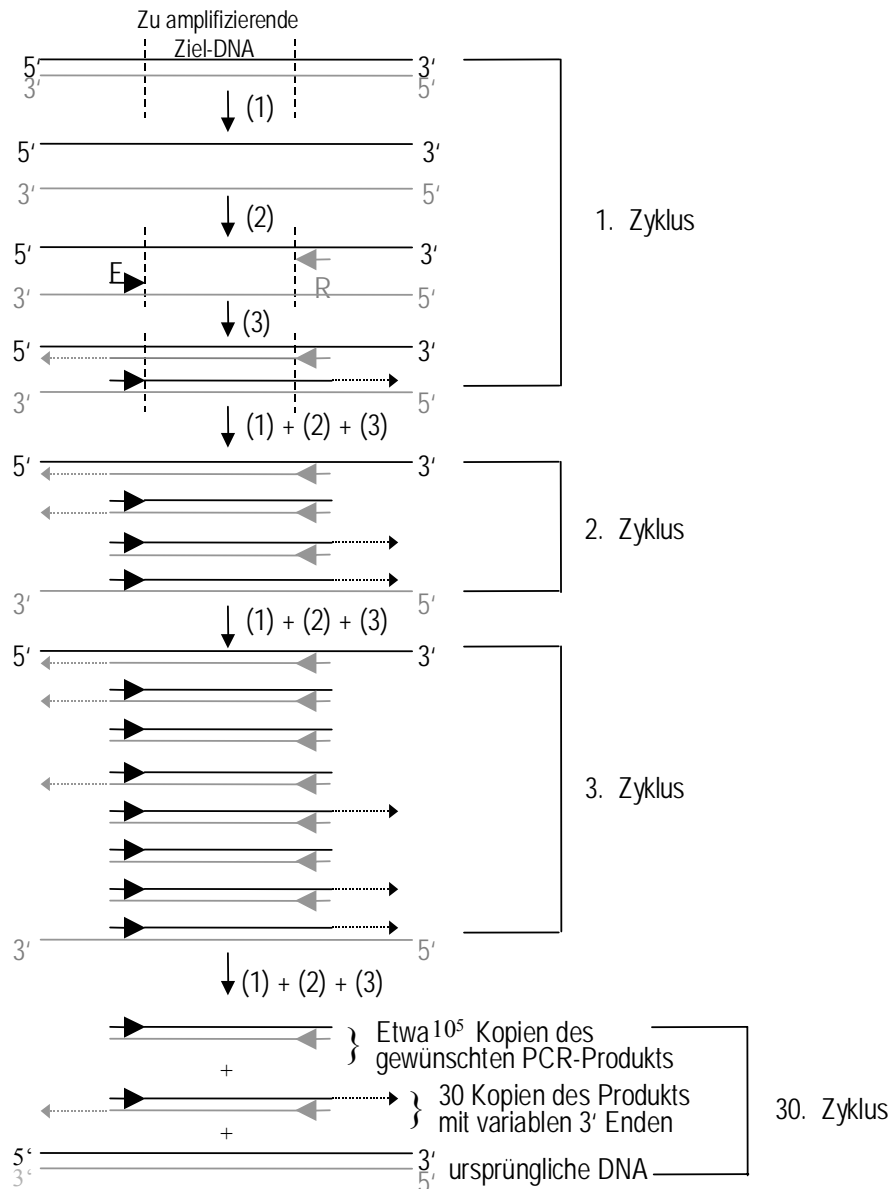 Zu amplifizierende
Ziel-DNA
5' 3'
3' 5'
(1)
5' 3'
3' 5'
(2)
5' 3'
F
R
3' 5'
(3)
5' 3'
3' 5'
1. Zyklus
(1) + (2) + (3)
5' 3'
3' 5'
2. Zyklus
(1) + (2) + (3)
5' 3'
3' 5'
3. Zyklus
(1) + (2) + (3)
Etwa 10⁵ Kopien des
gewünschten PCR-Produkts
+
30 Kopien des Produkts
mit variablen 3' Enden
+
5‘ 3'
ursprüngliche DNA
3‘ 5'
30. Zyklus